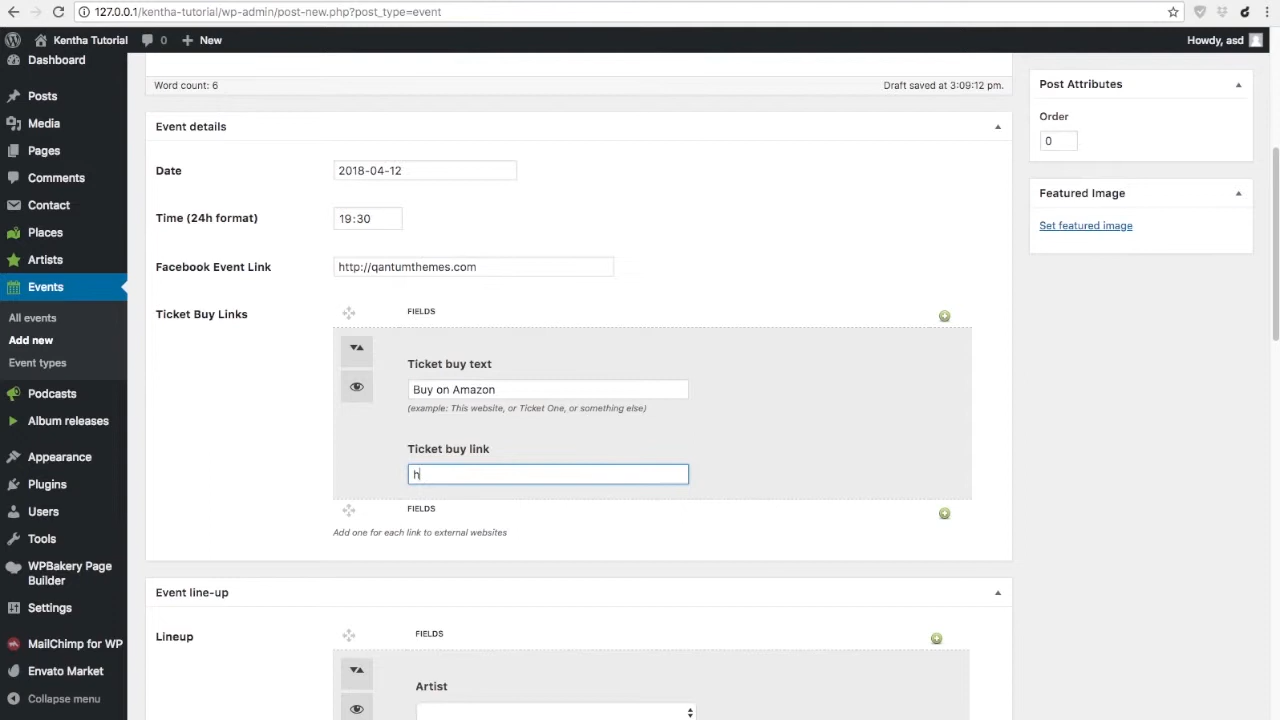 127.0.0.1/kentha-tutorial/wp-admin/post-new.php?post_type=event
Kentha Tutorial 0 New Howdy, asd
Dashboard
Posts
Media
Pages
Comments
Contact
Places
Artists
Events
All events
Add new
Event types
Podcasts
Album releases
Appearance
Plugins
Users
Tools
WPBakery Page
Builder
Settings
MailChimp for WP
Envato Market
Collapse menu
Word count: 6 Draft saved at 3:09:12 pm.
Event details
Date 2018-04-12
Time (24h format) 19:30
Facebook Event Link http://qantumthemes.com
Ticket Buy Links FIELDS
Ticket buy text
Buy on Amazon
(example: This website, or Ticket One, or something else)
Ticket buy link
h
FIELDS
Add one for each link to external websites
Event line-up
Lineup FIELDS
Artist
Post Attributes
Order
0
Featured Image
Set featured image